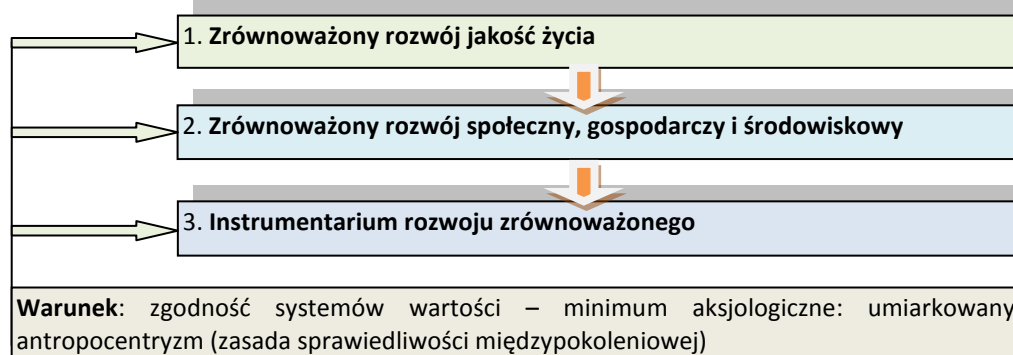 1. Zrównoważony rozwój jakość życia
2. Zrównoważony rozwój społeczny, gospodarczy i środowiskowy
3. Instrumentarium rozwoju zrównoważonego
Warunek: zgodność systemów wartości – minimum aksjologiczne: umiarkowany
antropocentryzm (zasada sprawiedliwości międzypokoleniowej)